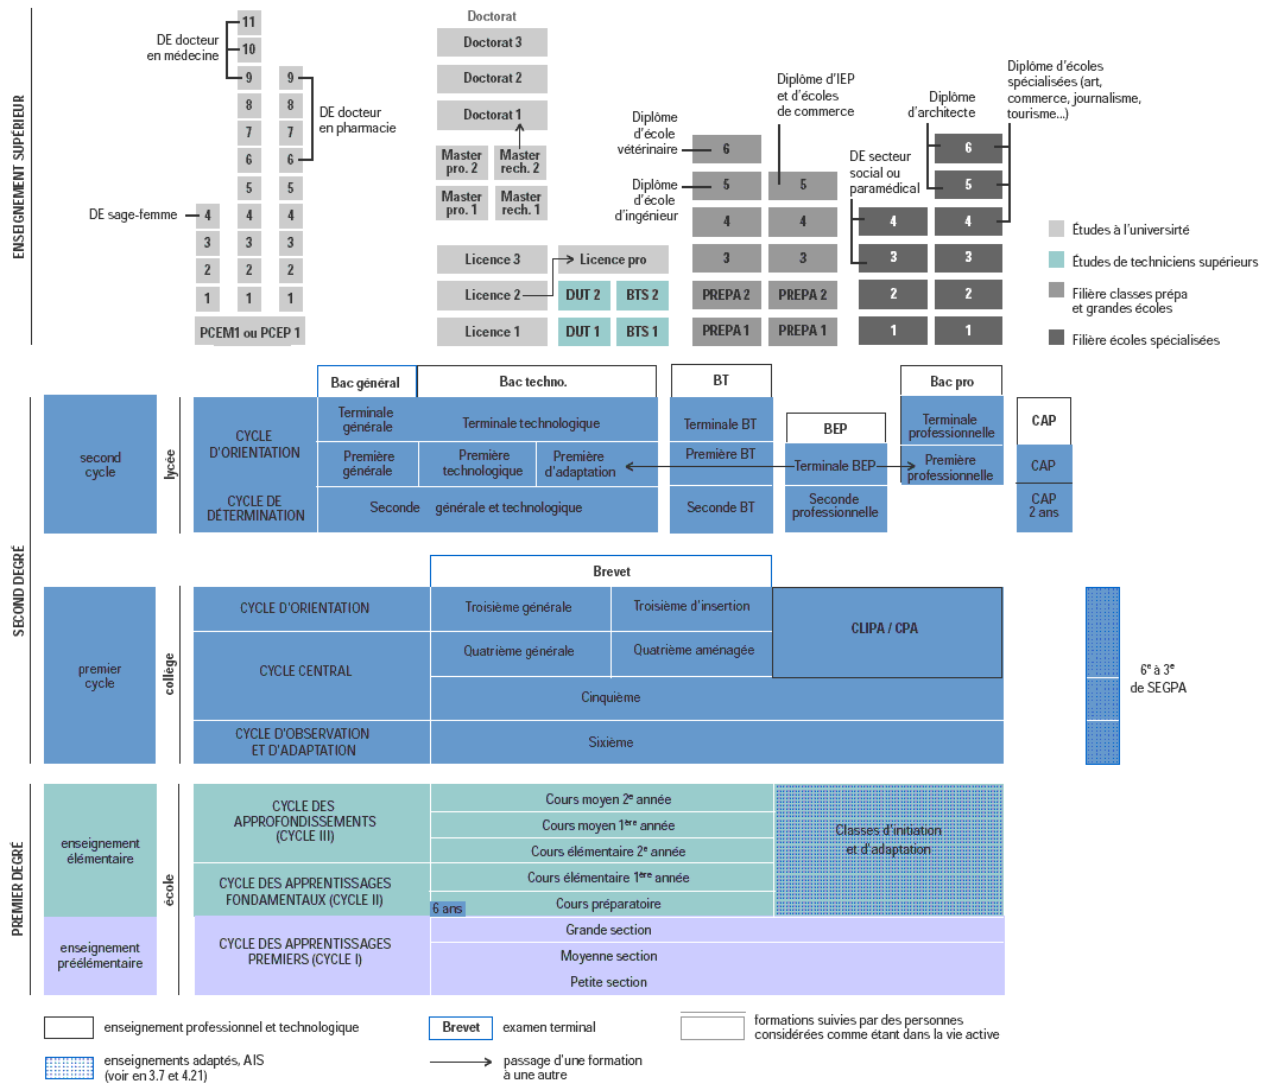 ENSEIGNEMENT SUPÉRIEUR
DE docteur
en médecine
11
10
9
8
7
6
5
4
3
2
1
9
8
7
6
5
4
3
2
1
DE docteur
en pharmacie
DE sage-femme
4
3
2
1
PCEM1 ou PCEP 1
Doctorat
Doctorat 3
Doctorat 2
Doctorat 1
Master
pro. 2
Master
rech. 2
Master
pro. 1
Master
rech. 1
Licence 3
Licence pro
Licence 2
DUT 2
BTS 2
Licence 1
DUT 1
BTS 1
Diplôme
d'école
vétérinaire
Diplôme
d'école
d'ingénieur
6
5
4
3
PREPA 2
PREPA 1
Diplôme d'IEP
et d'écoles
de commerce
5
4
3
PREPA 2
PREPA 1
DE secteur
social ou
paramédical
4
3
2
1
Diplôme
d'architecte
6
5
4
3
2
1
Diplôme d'écoles
spécialisées (art,
commerce, journalisme,
tourisme...)
Études à l'universirté
Études de techniciens supérieurs
Filière classes prépa
et grandes écoles
Filière écoles spécialisées
SECOND DEGRÉ
second
cycle
lycée
CYCLE
D'ORIENTATION
CYCLE DE
DÉTERMINATION
Bac général
Bac techno.
BT
Bac pro
Terminale
générale
Terminale technologique
Terminale BT
BEP
Terminale
professionnelle
CAP
Première
générale
Première
technologique
Première
d'adaptation
Première BT
Terminale BEP
Première
professionnelle
CAP
Seconde générale et technologique
Seconde BT
Seconde
professionnelle
CAP
2 ans
premier
cycle
collège
Brevet
CYCLE D'ORIENTATION
Troisième générale
Troisième d'insertion
CLIPA / CPA
CYCLE CENTRAL
Quatrième générale
Quatrième aménagée
Cinquième
CYCLE D'OBSERVATION
ET D'ADAPTATION
Sixième
6e à 3e
de SEGPA
PREMIER DEGRÉ
enseignement
élémentaire
école
CYCLE DES
APPROFONDISSEMENTS
(CYCLE III)
Cours moyen 2e année
Cours moyen 1ère année
Cours élémentaire 2e année
Classes d'initiation
et d'adaptation
CYCLE DES APPRENTISSAGES
FONDAMENTAUX (CYCLE II)
Cours élémentaire 1ère année
6 ans
Cours préparatoire
enseignement
préélémentaire
CYCLE DES APPRENTISSAGES
PREMIERS (CYCLE I)
Grande section
Moyenne section
Petite section
enseignement professionnel et technologique
Brevet
examen terminal
formations suivies par des personnes
considérées comme étant dans la vie active
enseignements adaptés, AIS
(voir en 3.7 et 4.21)
passage d'une formation
à une autre